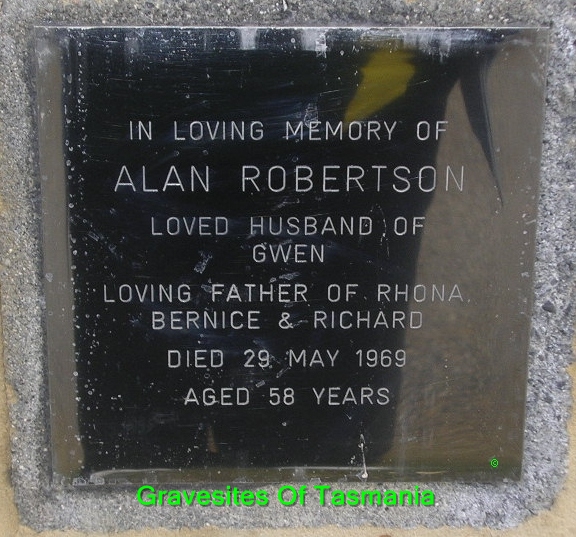 IN LOVING MEMORY OF
ALAN ROBERTSON
LOVED HUSBAND OF
GWEN
LOVING FATHER OF RHONA,
BERNICE & RICHARD
DIED 29 MAY 1969
AGED 58 YEARS
©
Gravesites Of Tasmania